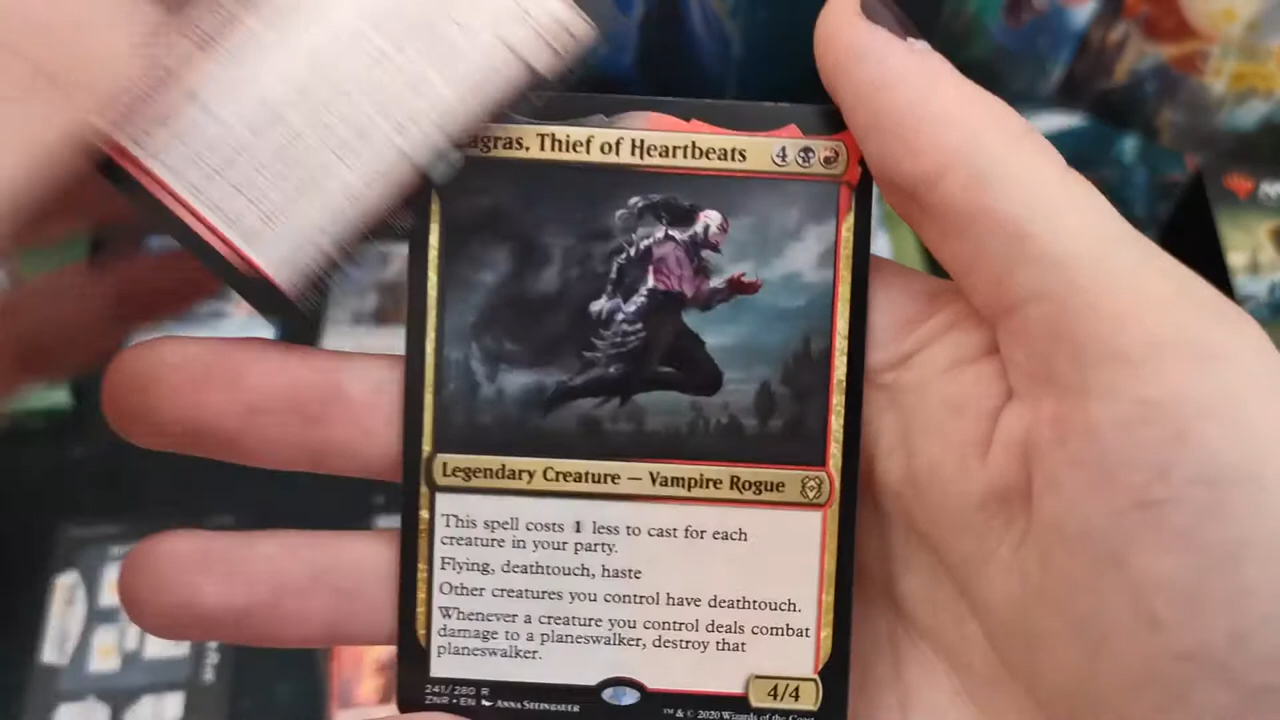 agras, Thief of Heartbeats 4
Legendary Creature — Vampire Rogue
This spell costs 1 less to cast for each
creature in your party.
Flying, deathtouch, haste
Other creatures you control have deathtouch.
Whenever a creature you control deals combat
damage to a planeswalker, destroy that
planeswalker.
4/4
241/280 R
ZNR • EN ANNA STEINBAUER
™ & © 2020 Wizards of the Coast